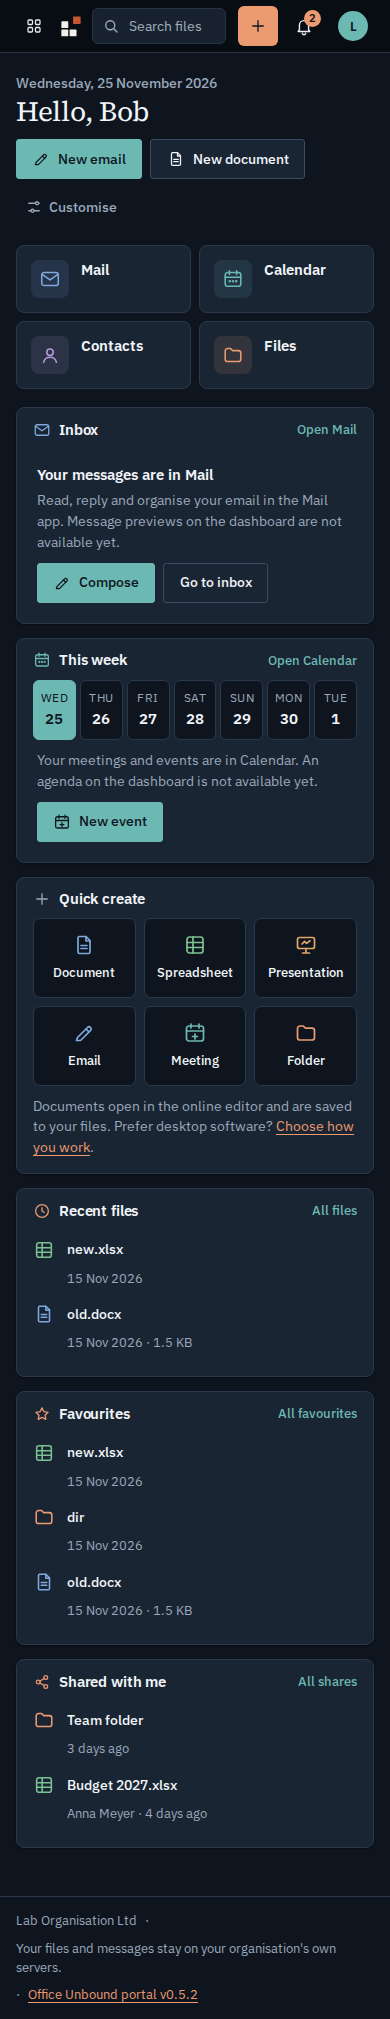 Search files
2
L
Wednesday, 25 November 2026
Hello, Bob
New email
New document
Customise
Mail
Calendar
Contacts
Files
Inbox
Open Mail
Your messages are in Mail
Read, reply and organise your email in the Mail
app. Message previews on the dashboard are not
available yet.
Compose
Go to inbox
This week
Open Calendar
WED THU FRI SAT SUN MON TUE
25 26 27 28 29 30 1
Your meetings and events are in Calendar. An
agenda on the dashboard is not available yet.
New event
Quick create
Document
Spreadsheet
Presentation
Email
Meeting
Folder
Documents open in the online editor and are saved
to your files. Prefer desktop software? Choose how
you work.
Recent files
All files
new.xlsx
15 Nov 2026
old.docx
15 Nov 2026 · 1.5 KB
Favourites
All favourites
new.xlsx
15 Nov 2026
dir
15 Nov 2026
old.docx
15 Nov 2026 · 1.5 KB
Shared with me
All shares
Team folder
3 days ago
Budget 2027.xlsx
Anna Meyer · 4 days ago
Lab Organisation Ltd ·
Your files and messages stay on your organisation's own
servers.
· Office Unbound portal v0.5.2